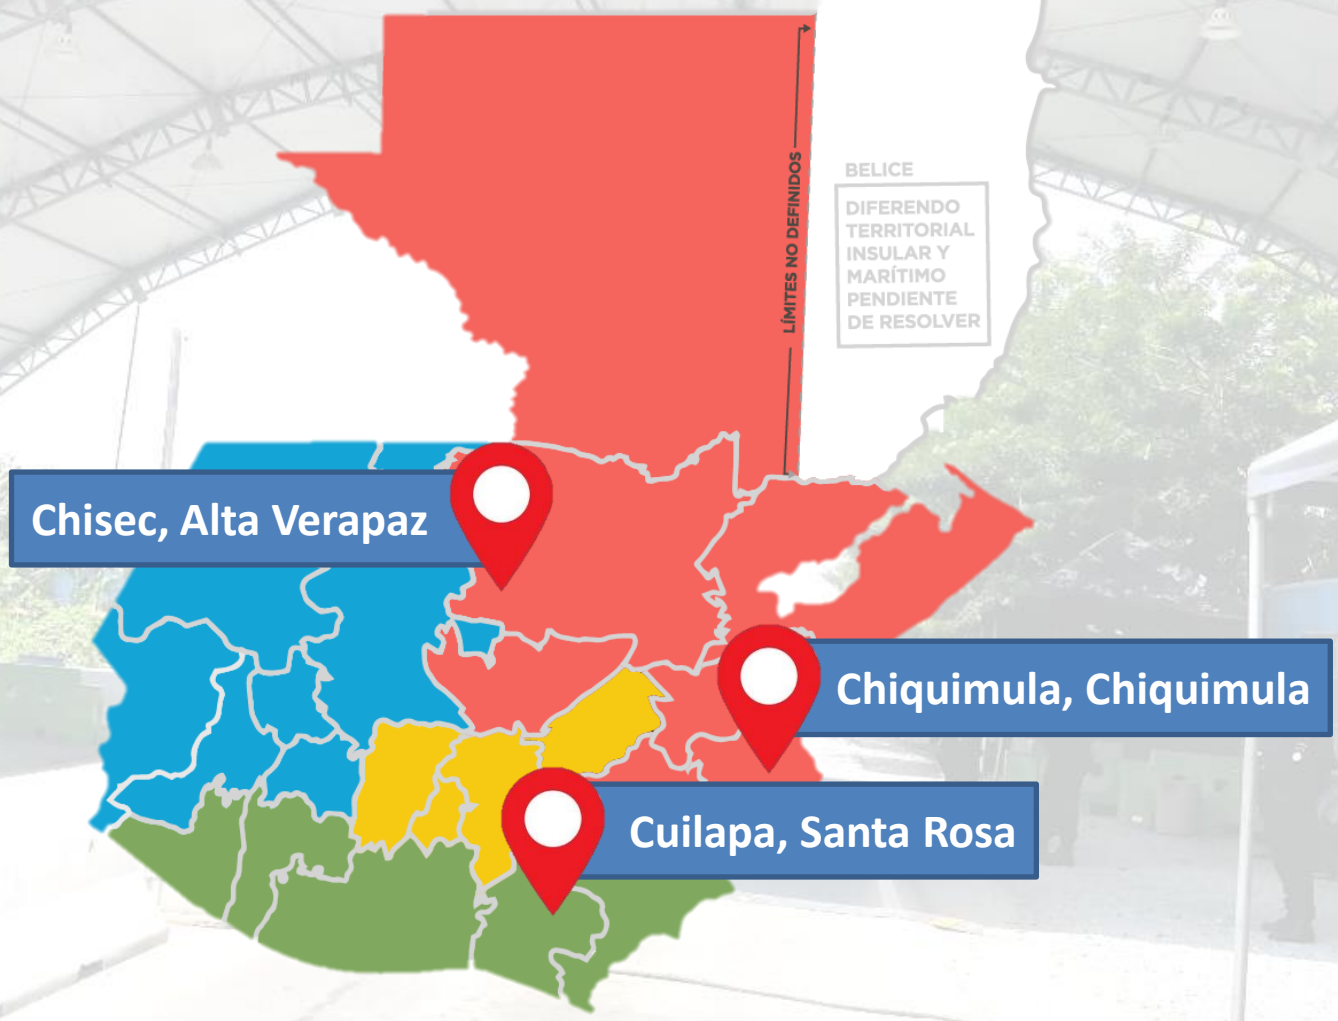 LÍMITES NO DEFINIDOS
BELICE
DIFERENDO
TERRITORIAL
INSULAR Y
MARÍTIMO
PENDIENTE
DE RESOLVER
Chisec, Alta Verapaz
Chiquimula, Chiquimula
Cuilapa, Santa Rosa